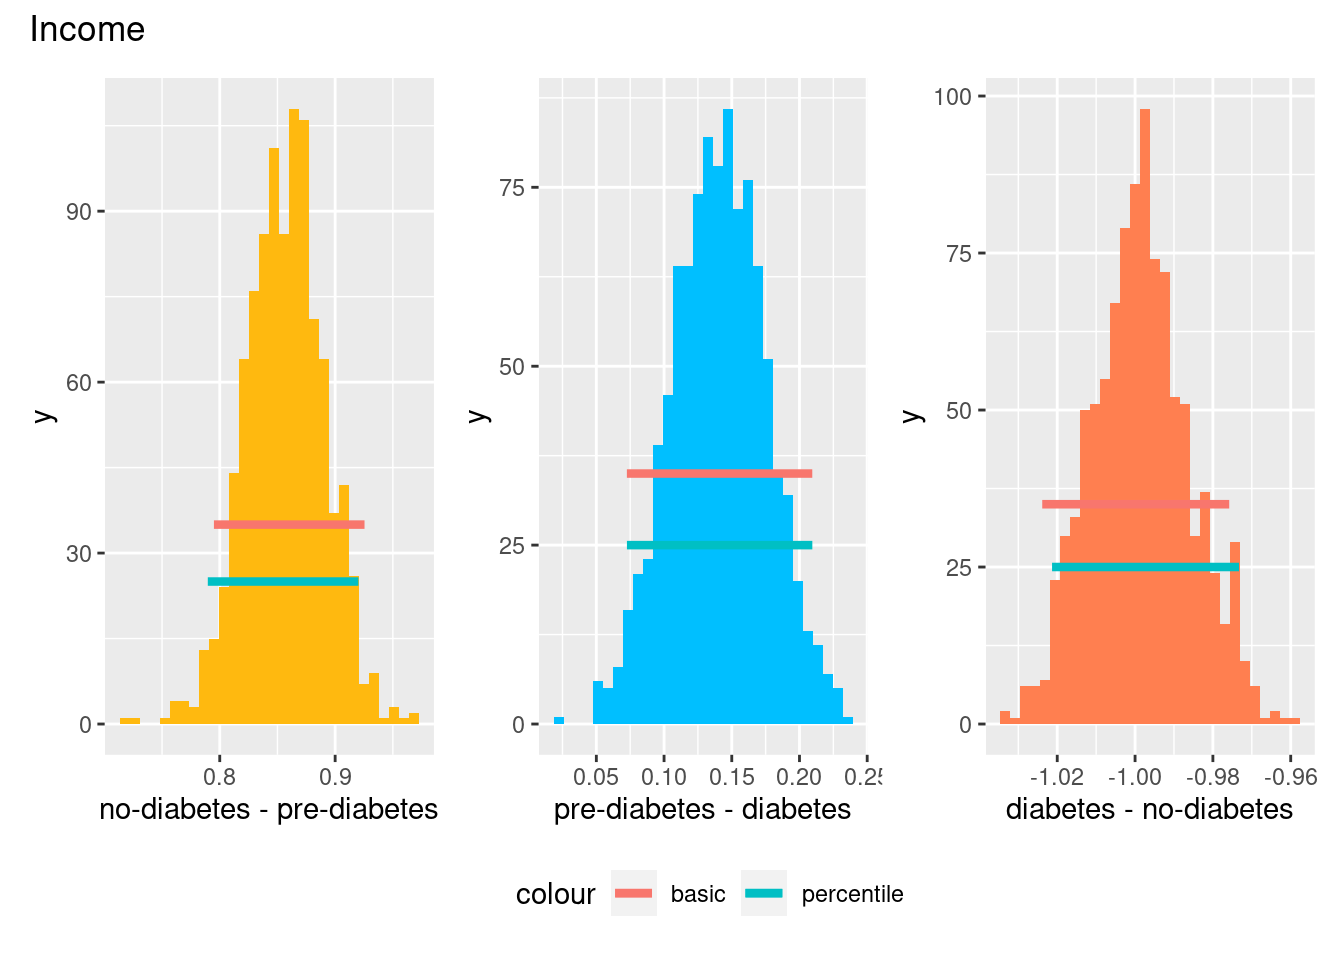 Income
y
90
60
30
0
0.8 0.9
no-diabetes - pre-diabetes
y
75
50
25
0
0.05 0.10 0.15 0.20 0.25
pre-diabetes - diabetes
y
100
75
50
25
0
-1.02 -1.00 -0.98 -0.96
diabetes - no-diabetes
colour basic percentile